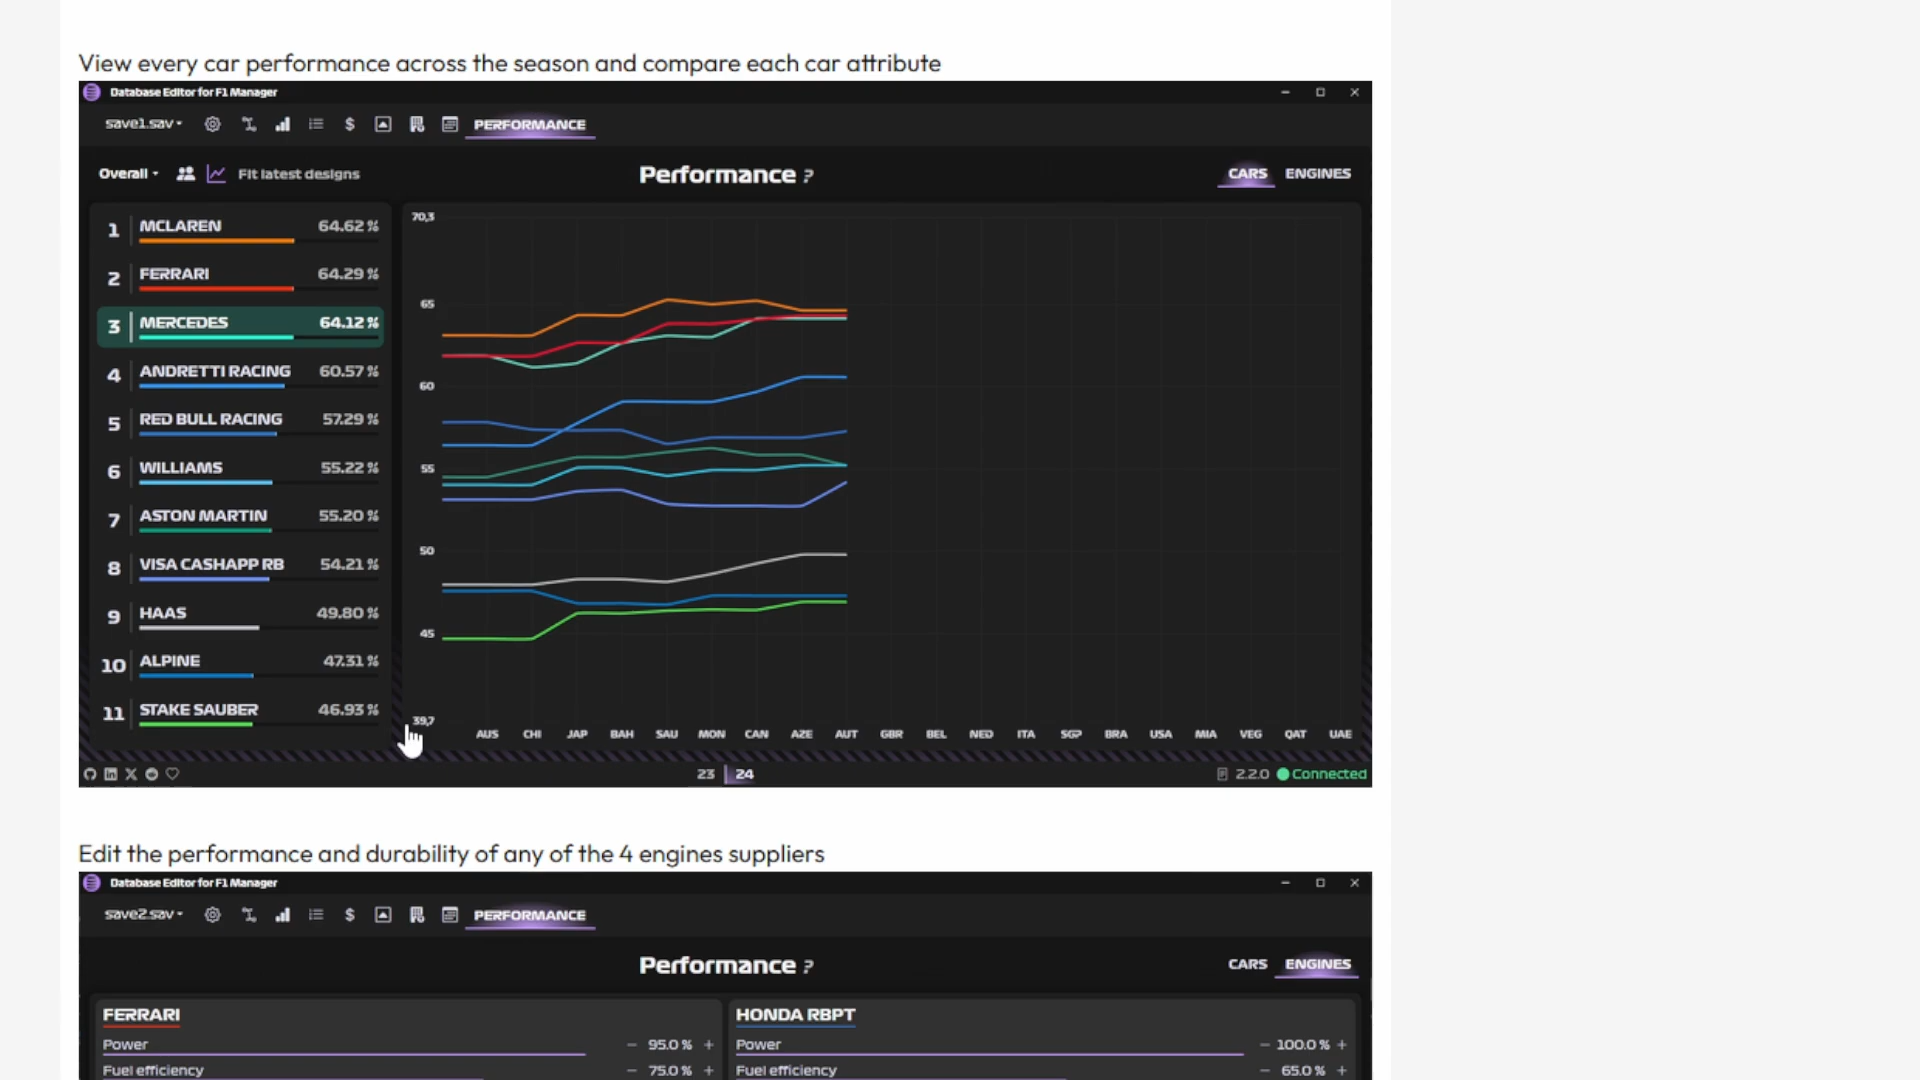 View every car performance across the season and compare each car attribute
Database Editor for F1 Manager
save1.sav
$
PERFORMANCE
Overall
Fit latest designs
Performance ?
CARS ENGINES
1 MCLAREN 64.62 %
2 FERRARI 64.29 %
3 MERCEDES 64.12 %
4 ANDRETTI RACING 60.57 %
5 RED BULL RACING 57.29 %
6 WILLIAMS 55.22 %
7 ASTON MARTIN 55.20 %
8 VISA CASHAPP RB 54.21 %
9 HAAS 49.80 %
10 ALPINE 47.31 %
11 STAKE SAUBER 46.93 %
70,3
65
60
55
50
45
39,7
AUS CHI JAP BAH SAU MON CAN AZE AUT GBR BEL NED ITA SGP BRA USA MIA VEG QAT UAE
23 24
2.2.0 Connected
Edit the performance and durability of any of the 4 engines suppliers
Database Editor for F1 Manager
save2.sav
$
PERFORMANCE
Performance ?
CARS ENGINES
FERRARI
Power − 95.0 % +
Fuel efficiency − 75.0 % +
HONDA RBPT
Power − 100.0 % +
Fuel efficiency − 65.0 % +